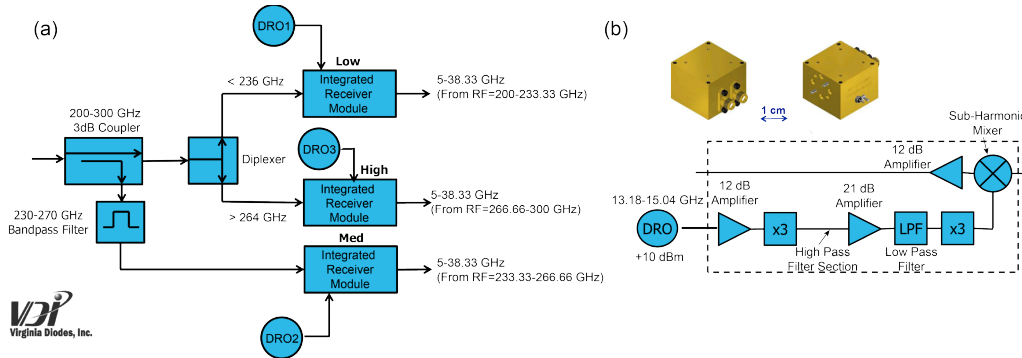 (a)
DRO1
Low
< 236 GHz
Integrated
Receiver
Module
5-38.33 GHz
(From RF=200-233.33 GHz)
200-300 GHz
3dB Coupler
Diplexer
DRO3
High
Integrated
Receiver
Module
5-38.33 GHz
(From RF=266.66-300 GHz)
> 264 GHz
230-270 GHz
Bandpass Filter
Med
Integrated
Receiver
Module
5-38.33 GHz
(From RF=233.33-266.66 GHz)
DRO2
VDI
Virginia Diodes, Inc.
(b)
1 cm
Sub-Harmonic
Mixer
12 dB
Amplifier
13.18-15.04 GHz
12 dB
Amplifier
21 dB
Amplifier
DRO
x3
LPF
x3
+10 dBm
High Pass
Filter Section
Low Pass
Filter